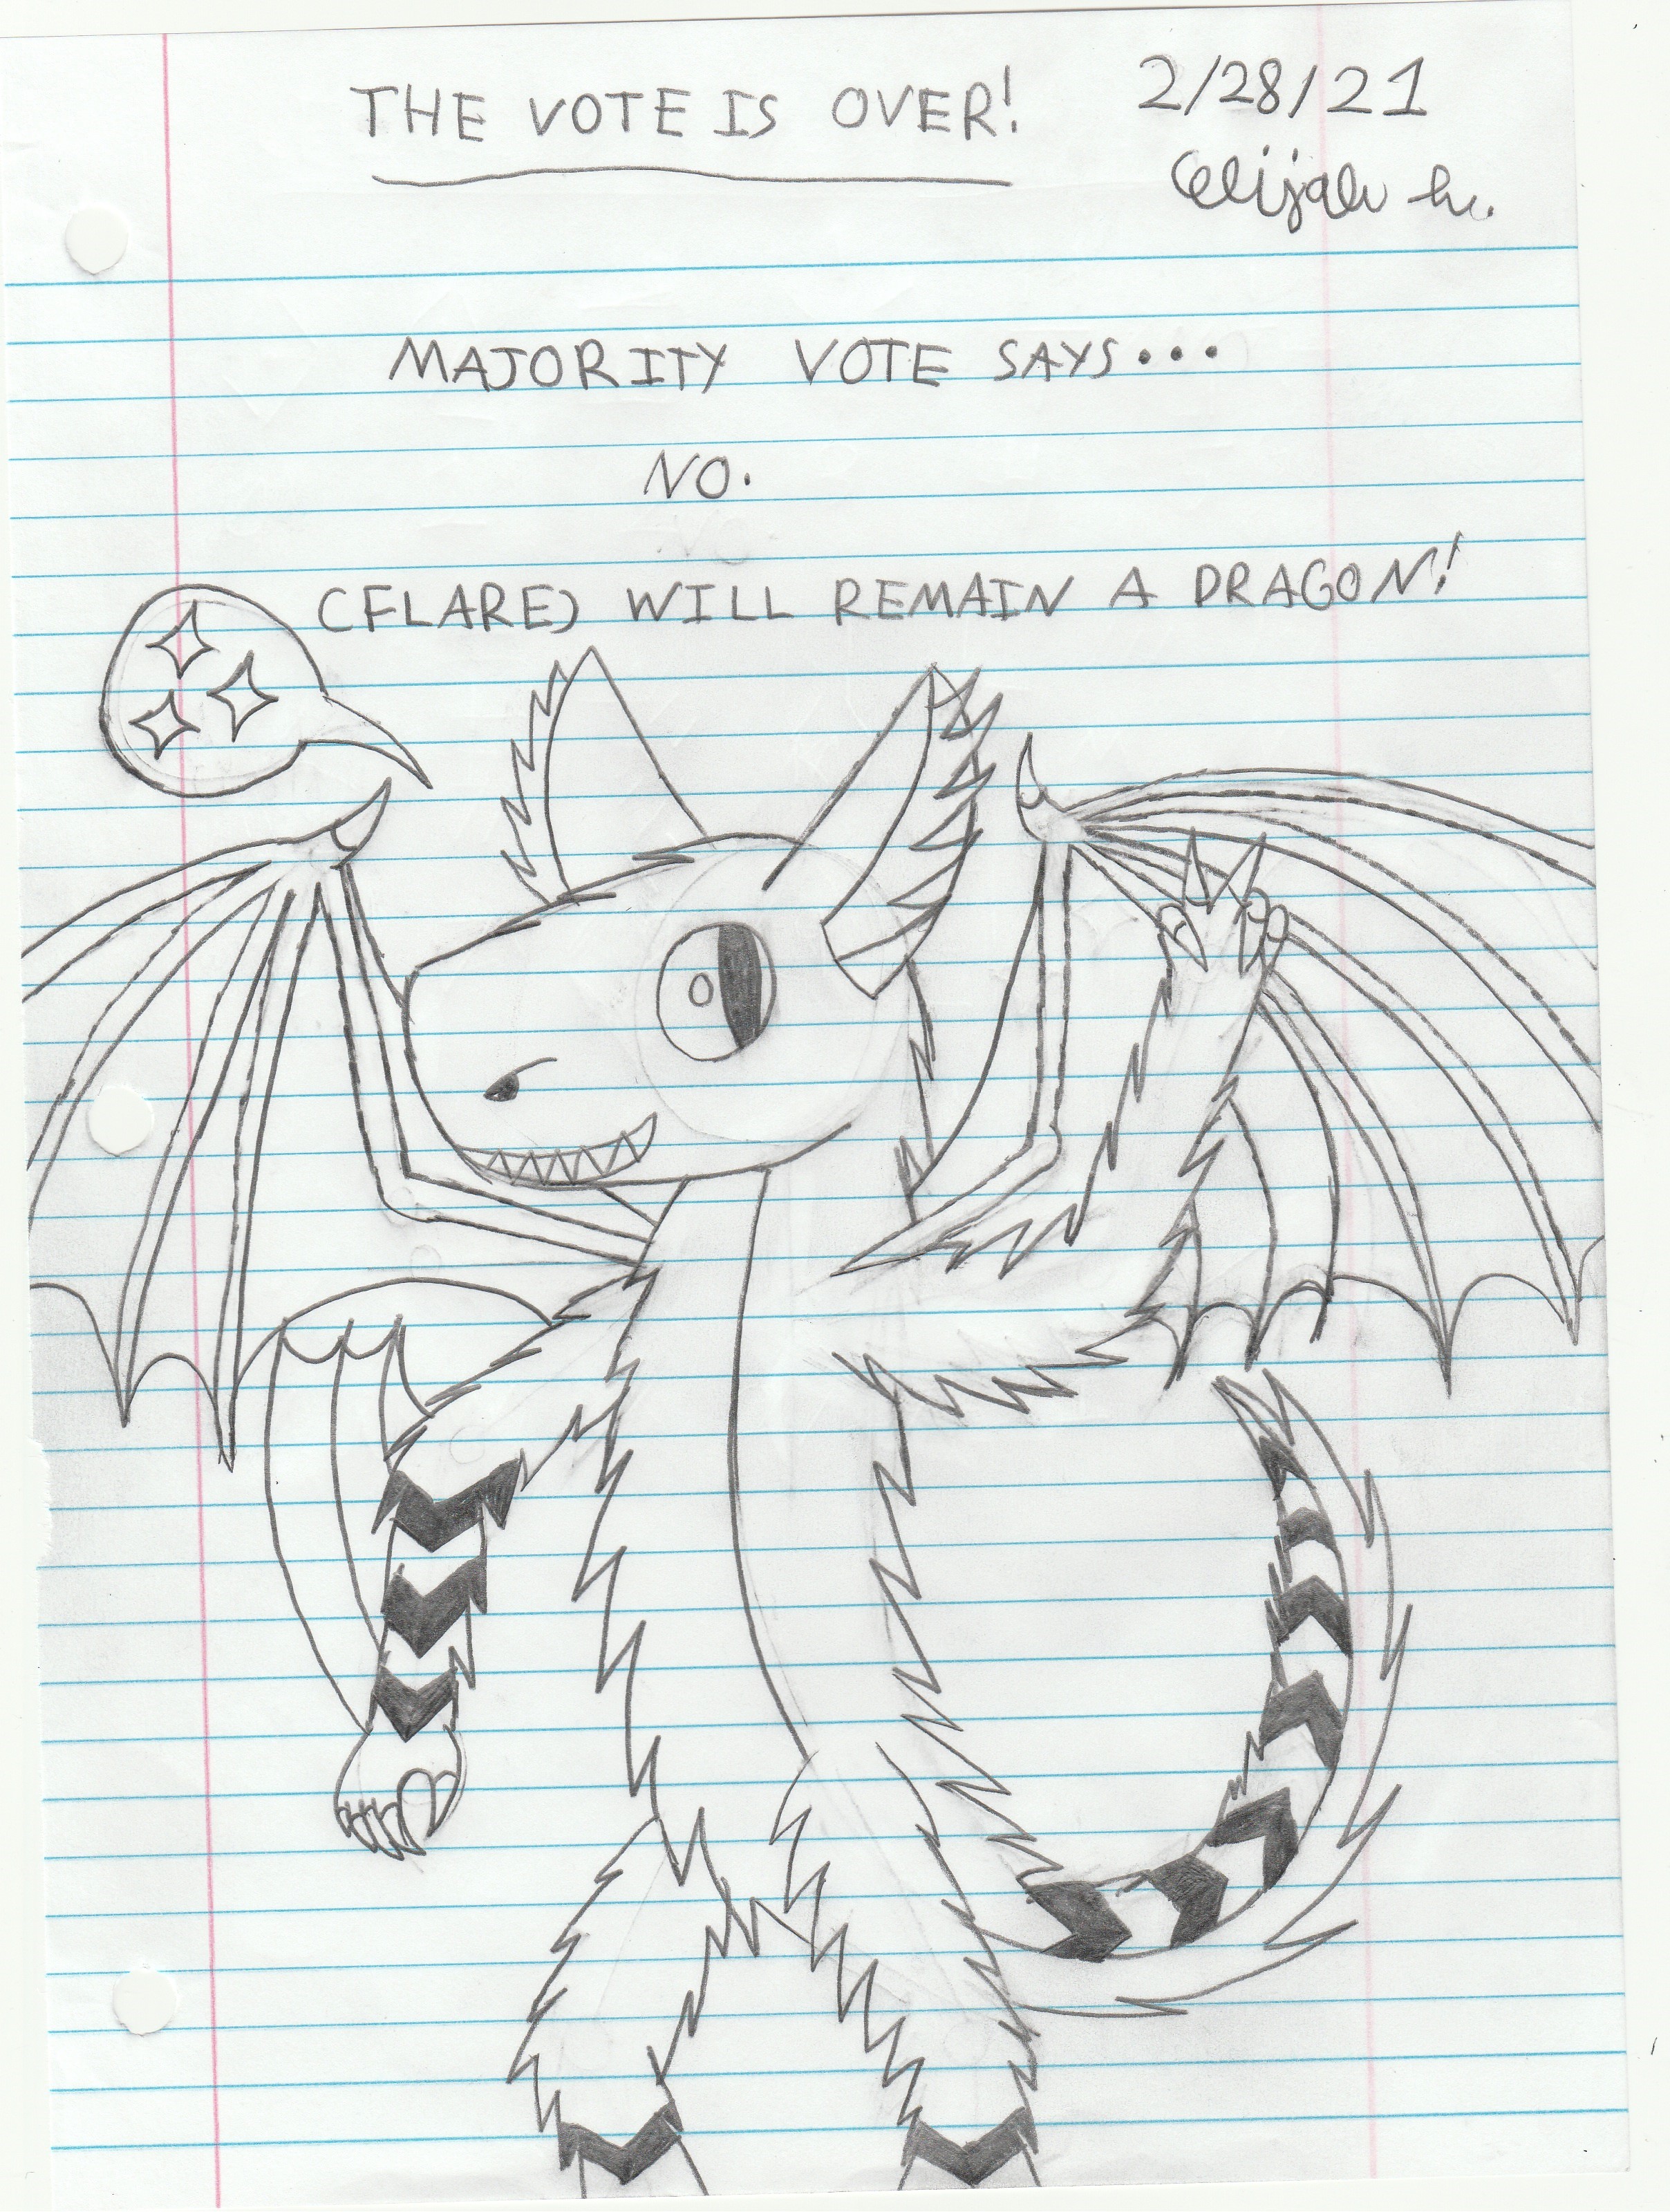 THE VOTE IS OVER! 2/28/21
Elijah h.
MAJORITY VOTE SAYS...
NO.
(FLARE) WILL REMAIN A DRAGON!